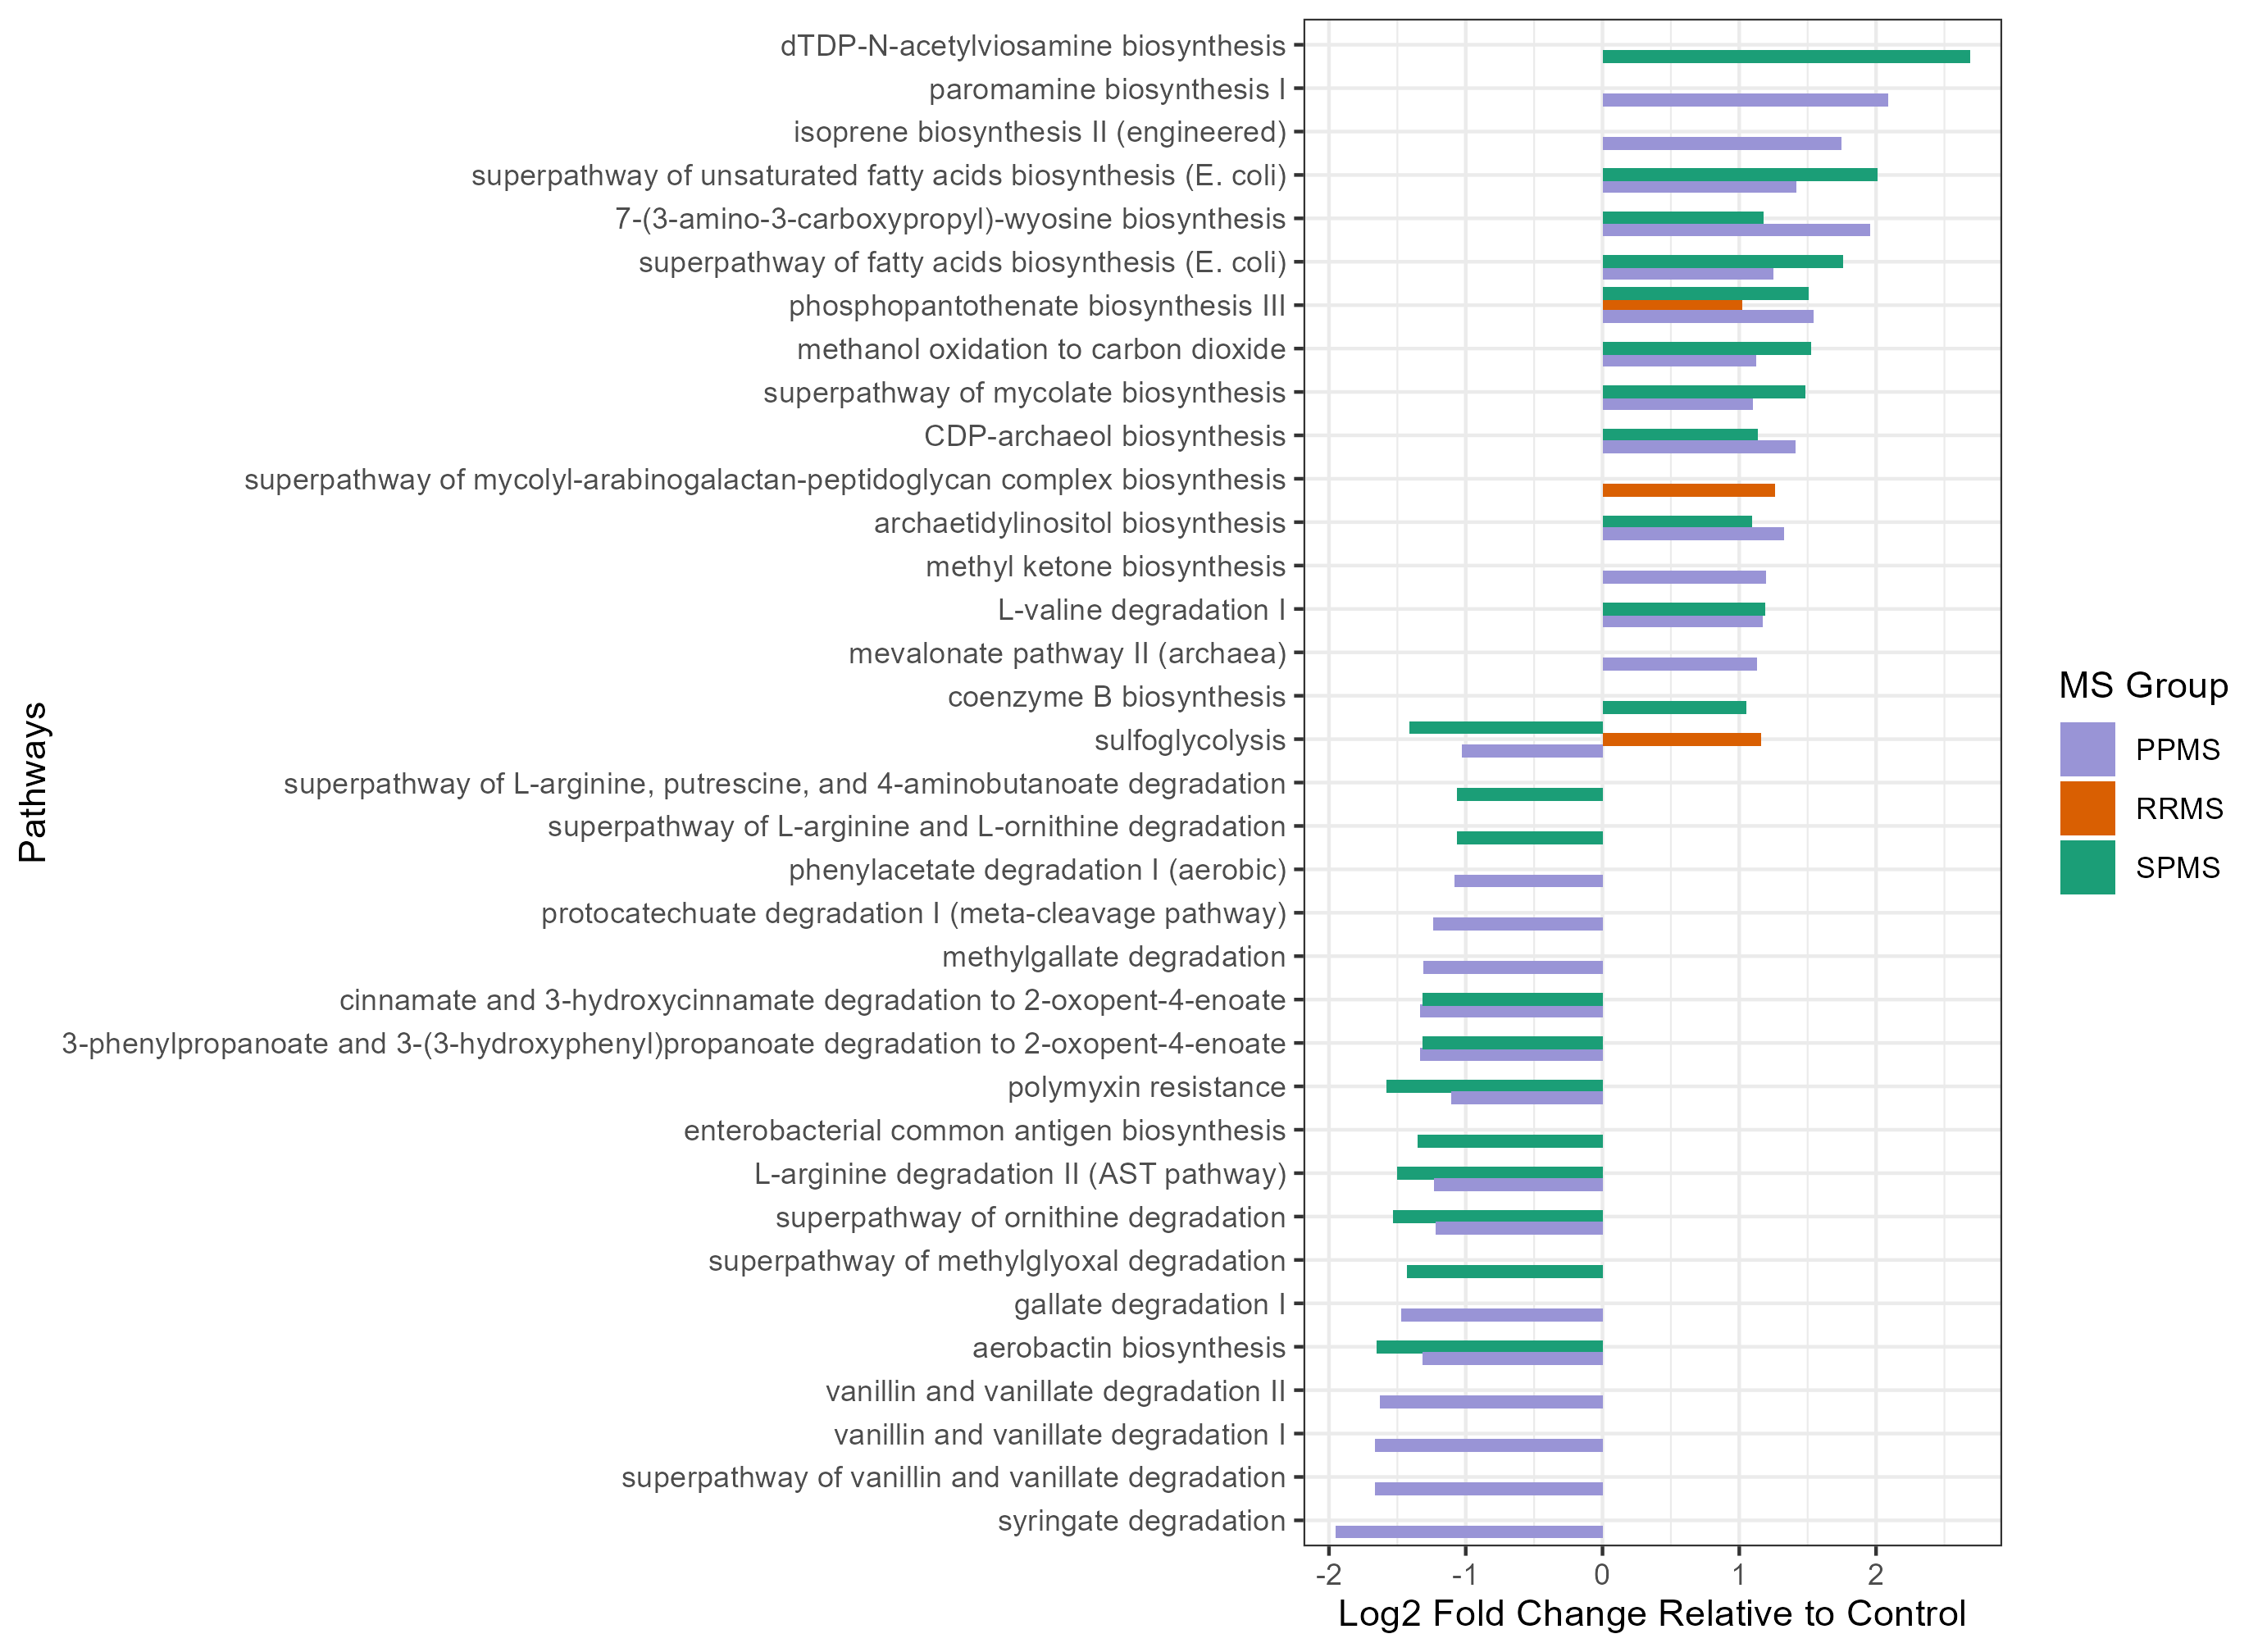 dTDP-N-acetylviosamine biosynthesis
paromamine biosynthesis I
isoprene biosynthesis II (engineered)
superpathway of unsaturated fatty acids biosynthesis (E. coli)
7-(3-amino-3-carboxypropyl)-wyosine biosynthesis
superpathway of fatty acids biosynthesis (E. coli)
phosphopantothenate biosynthesis III
methanol oxidation to carbon dioxide
superpathway of mycolate biosynthesis
CDP-archaeol biosynthesis
superpathway of mycolyl-arabinogalactan-peptidoglycan complex biosynthesis
archaetidylinositol biosynthesis
methyl ketone biosynthesis
L-valine degradation I
mevalonate pathway II (archaea)
coenzyme B biosynthesis
sulfoglycolysis
superpathway of L-arginine, putrescine, and 4-aminobutanoate degradation
superpathway of L-arginine and L-ornithine degradation
phenylacetate degradation I (aerobic)
protocatechuate degradation I (meta-cleavage pathway)
methylgallate degradation
cinnamate and 3-hydroxycinnamate degradation to 2-oxopent-4-enoate
3-phenylpropanoate and 3-(3-hydroxyphenyl)propanoate degradation to 2-oxopent-4-enoate
polymyxin resistance
enterobacterial common antigen biosynthesis
L-arginine degradation II (AST pathway)
superpathway of ornithine degradation
superpathway of methylglyoxal degradation
gallate degradation I
aerobactin biosynthesis
vanillin and vanillate degradation II
vanillin and vanillate degradation I
superpathway of vanillin and vanillate degradation
syringate degradation
Pathways
-2 -1 0 1 2
Log2 Fold Change Relative to Control
MS Group
PPMS
RRMS
SPMS